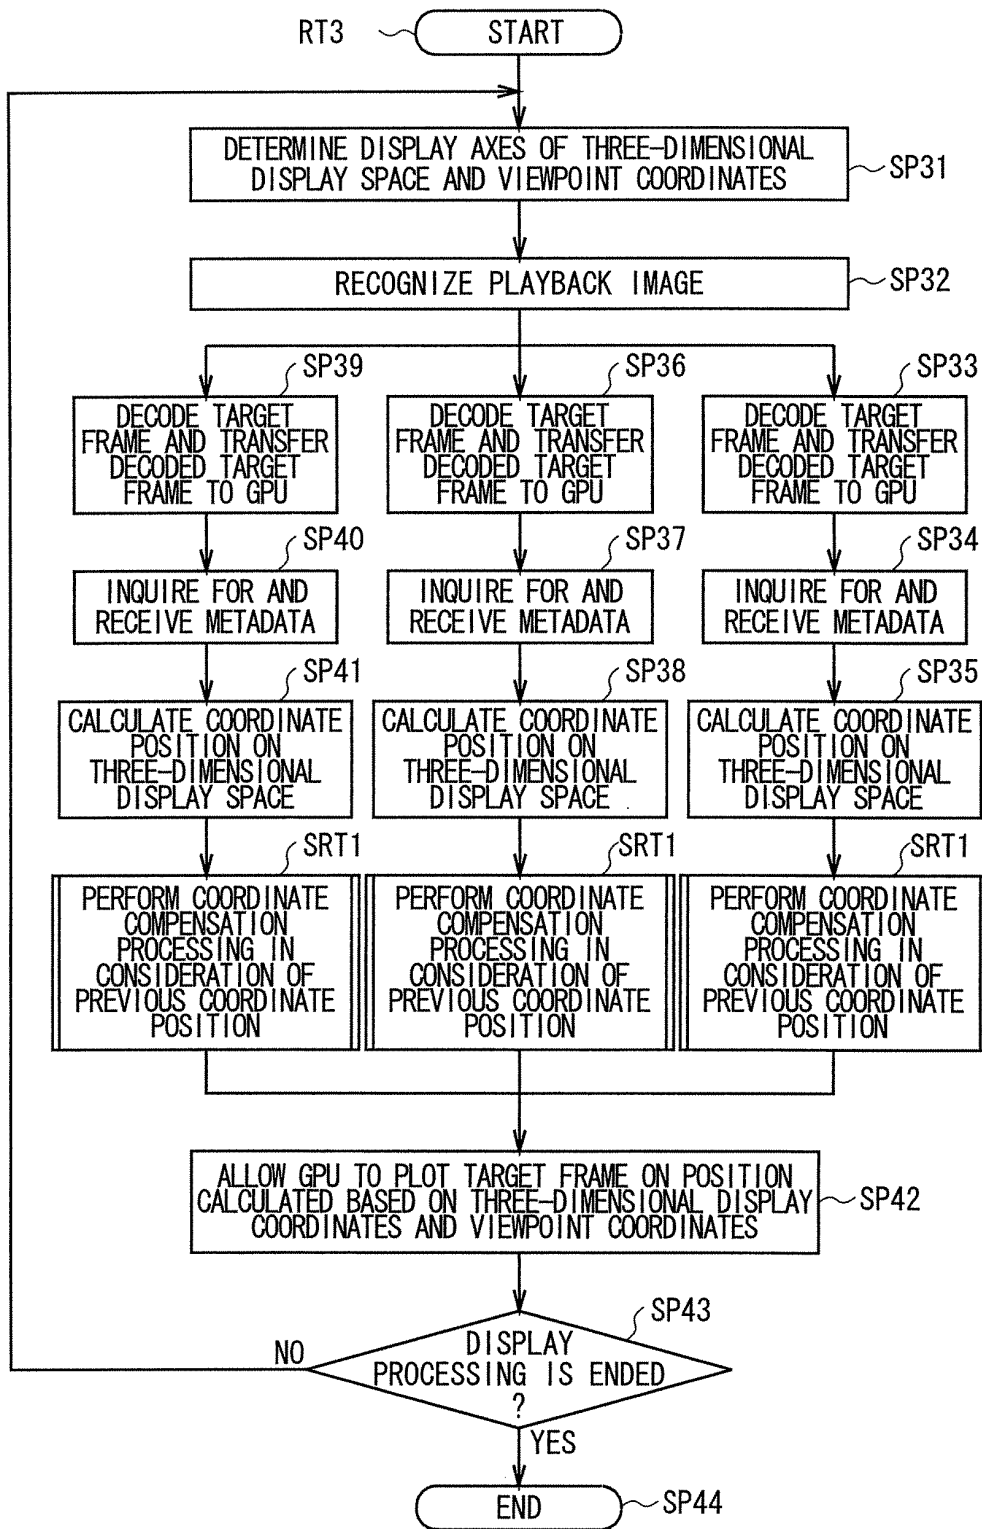 RT3
START
DETERMINE DISPLAY AXES OF THREE-DIMENSIONAL
DISPLAY SPACE AND VIEWPOINT COORDINATES
SP31
RECOGNIZE PLAYBACK IMAGE
SP32
SP39
DECODE TARGET
FRAME AND TRANSFER
DECODED TARGET
FRAME TO GPU
SP36
DECODE TARGET
FRAME AND TRANSFER
DECODED TARGET
FRAME TO GPU
SP33
DECODE TARGET
FRAME AND TRANSFER
DECODED TARGET
FRAME TO GPU
SP40
INQUIRE FOR AND
RECEIVE METADATA
SP37
INQUIRE FOR AND
RECEIVE METADATA
SP34
INQUIRE FOR AND
RECEIVE METADATA
SP41
CALCULATE COORDINATE
POSITION ON
THREE-DIMENSIONAL
DISPLAY SPACE
SP38
CALCULATE COORDINATE
POSITION ON
THREE-DIMENSIONAL
DISPLAY SPACE
SP35
CALCULATE COORDINATE
POSITION ON
THREE-DIMENSIONAL
DISPLAY SPACE
SRT1
PERFORM COORDINATE
COMPENSATION
PROCESSING IN
CONSIDERATION OF
PREVIOUS COORDINATE
POSITION
SRT1
PERFORM COORDINATE
COMPENSATION
PROCESSING IN
CONSIDERATION OF
PREVIOUS COORDINATE
POSITION
SRT1
PERFORM COORDINATE
COMPENSATION
PROCESSING IN
CONSIDERATION OF
PREVIOUS COORDINATE
POSITION
ALLOW GPU TO PLOT TARGET FRAME ON POSITION
CALCULATED BASED ON THREE-DIMENSIONAL DISPLAY
COORDINATES AND VIEWPOINT COORDINATES
SP42
SP43
DISPLAY
PROCESSING IS ENDED
?
NO
YES
END
SP44